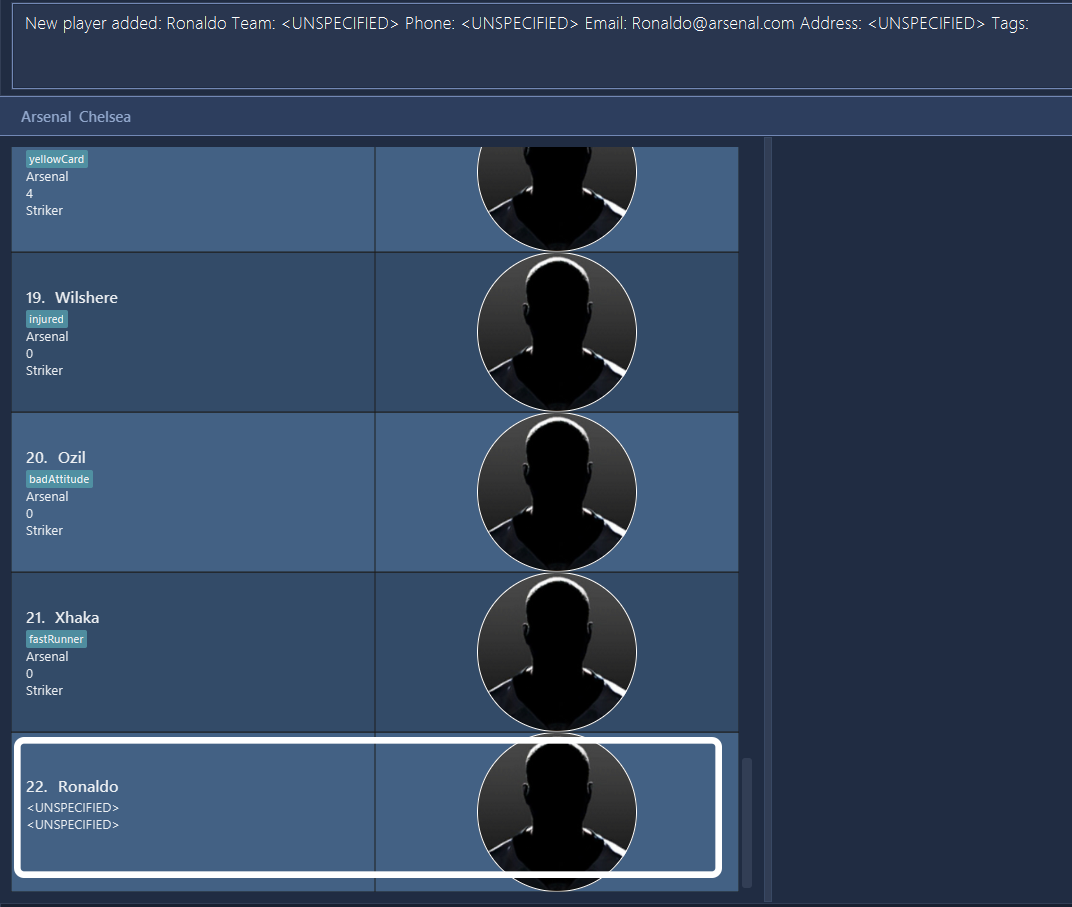 New player added: Ronaldo Team: <UNSPECIFIED> Phone: <UNSPECIFIED> Email: Ronaldo@arsenal.com Address: <UNSPECIFIED> Tags:
Arsenal Chelsea
yellowCard
Arsenal
4
Striker
19. Wilshere
injured
Arsenal
0
Striker
20. Ozil
badAttitude
Arsenal
0
Striker
21. Xhaka
fastRunner
Arsenal
0
Striker
22. Ronaldo
<UNSPECIFIED>
<UNSPECIFIED>